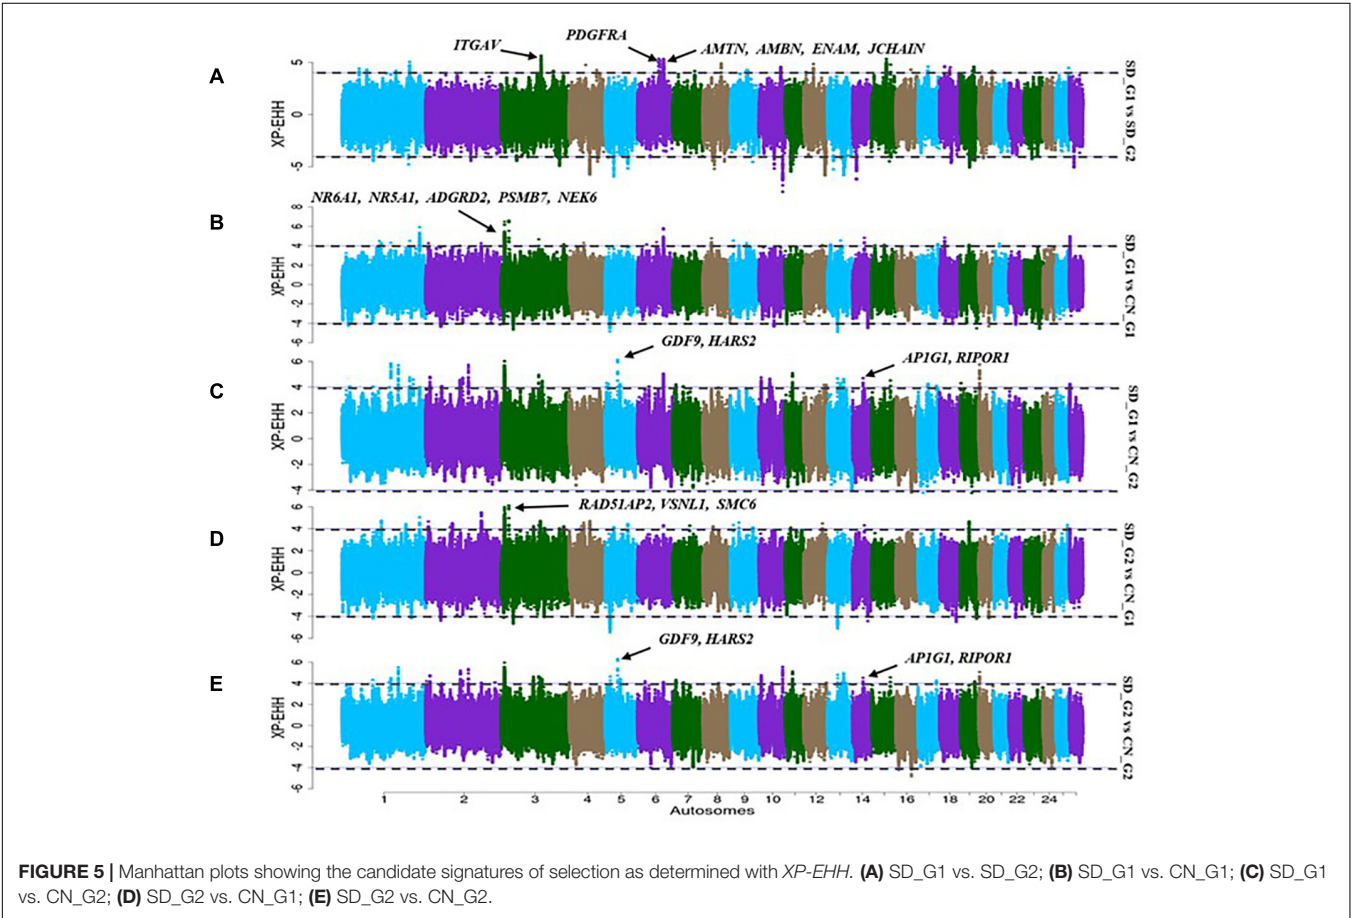 ITGAV
PDGFRA
AMTN, AMBN, ENAM, JCHAIN
A
XP-EHH
5
0
-5
SD_G1 vs SD_G2
NR6A1, NR5A1, ADGRD2, PSMB7, NEK6
B
XP-EHH
8
6
4
2
0
-2
-4
-6
SD_G1 vs CN_G1
GDF9, HARS2
AP1G1, RIPOR1
C
XP-EHH
6
4
2
0
-2
-4
SD_G1 vs CN_G2
RAD51AP2, VSNL1, SMC6
D
XP-EHH
6
4
2
0
-2
-4
-6
SD_G2 vs CN_G1
GDF9, HARS2
AP1G1, RIPOR1
E
XP-EHH
6
4
2
0
-2
-4
-6
SD_G2 vs CN_G2
1 2 3 4 5 6 7 8 9 10 12 14 16 18 20 22 24
Autosomes
FIGURE 5 | Manhattan plots showing the candidate signatures of selection as determined with XP-EHH. (A) SD_G1 vs. SD_G2; (B) SD_G1 vs. CN_G1; (C) SD_G1
vs. CN_G2; (D) SD_G2 vs. CN_G1; (E) SD_G2 vs. CN_G2.